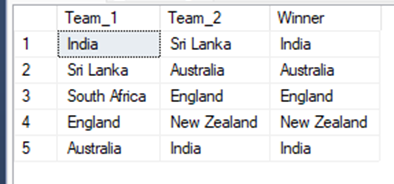 Team_1 Team_2 Winner
1 India Sri Lanka India
2 Sri Lanka Australia Australia
3 South Africa England England
4 England New Zealand New Zealand
5 Australia India India